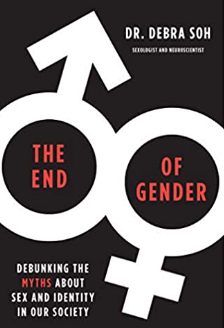 DR. DEBRA SOH
SEXOLOGIST AND NEUROSCIENTIST
THE
END
OF
GENDER
DEBUNKING THE
MYTHS ABOUT
SEX AND IDENTITY
IN OUR SOCIETY